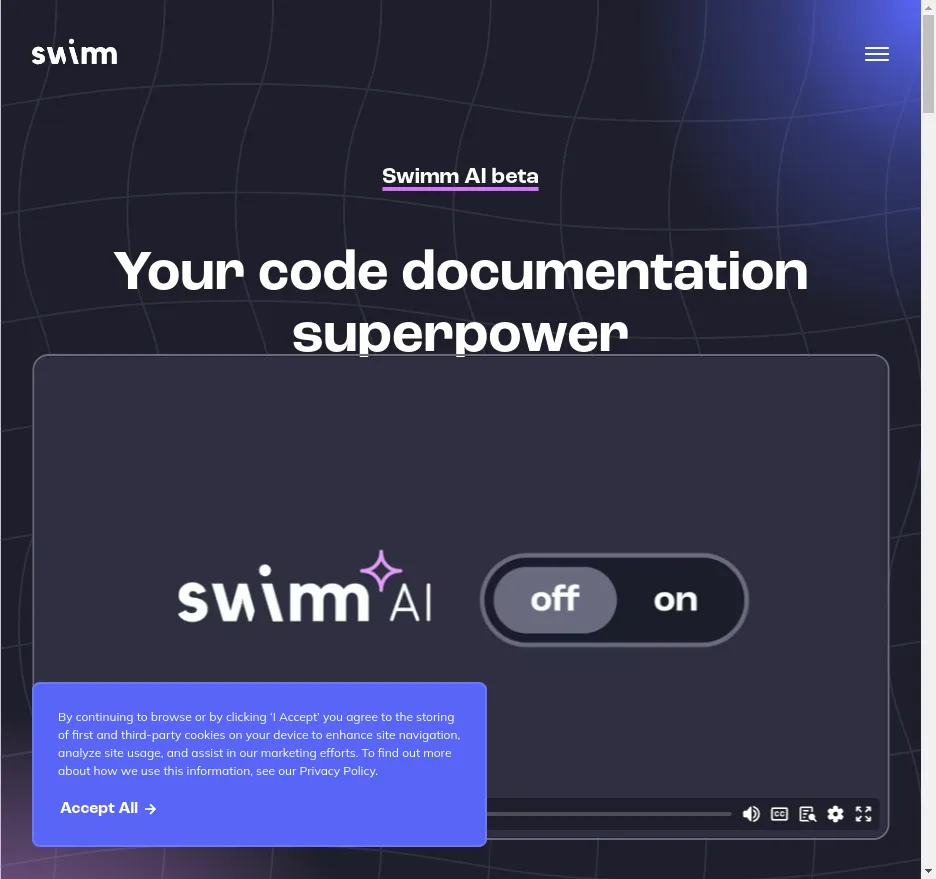 swimm
Swimm AI beta
Your code documentation
superpower
swimm AI
off on
By continuing to browse or by clicking ‘I Accept’ you agree to the storing
of first and third-party cookies on your device to enhance site navigation,
analyze site usage, and assist in our marketing efforts. To find out more
about how we use this information, see our Privacy Policy.
Accept All →
CC